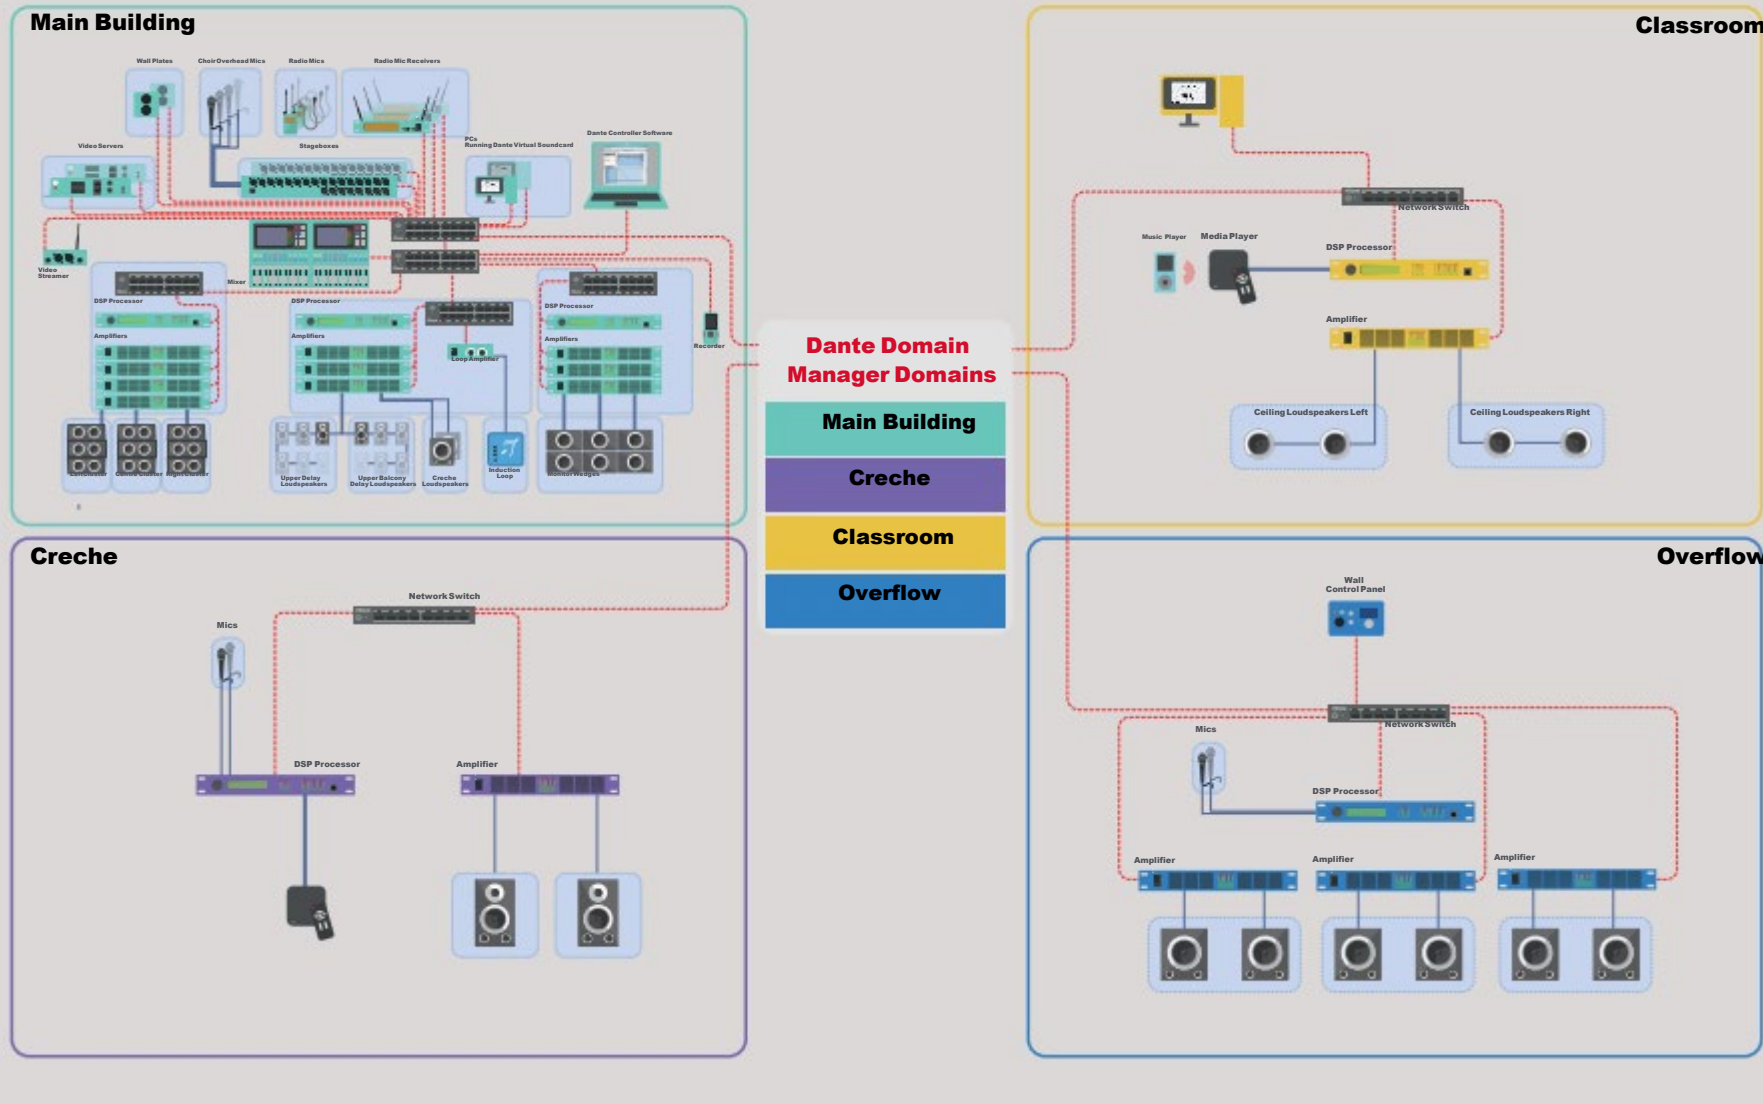 Main Building
Classroom
Wall Plates
Choir Overhead Mics
Radio Mics
Radio Mic Receivers
Video Servers
Stageboxes
PCs
Running Dante Virtual Soundcard
Dante Controller Software
Video
Streamer
Mixer
DSP Processor
DSP Processor
DSP Processor
Amplifiers
Amplifiers
Amplifiers
Loop Amplifier
Recorder
Upper Delay
Loudspeakers
Upper Balcony
Delay Loudspeakers
Creche
Loudspeakers
Induction
Loop
Monitor Wedges
Network Switch
Music Player
Media Player
DSP Processor
Amplifier
Ceiling Loudspeakers Left
Ceiling Loudspeakers Right
Dante Domain
Manager Domains
Main Building
Creche
Classroom
Overflow
Creche
Network Switch
Mics
DSP Processor
Amplifier
Overflow
Wall
Control Panel
Network Switch
Mics
DSP Processor
Amplifier
Amplifier
Amplifier